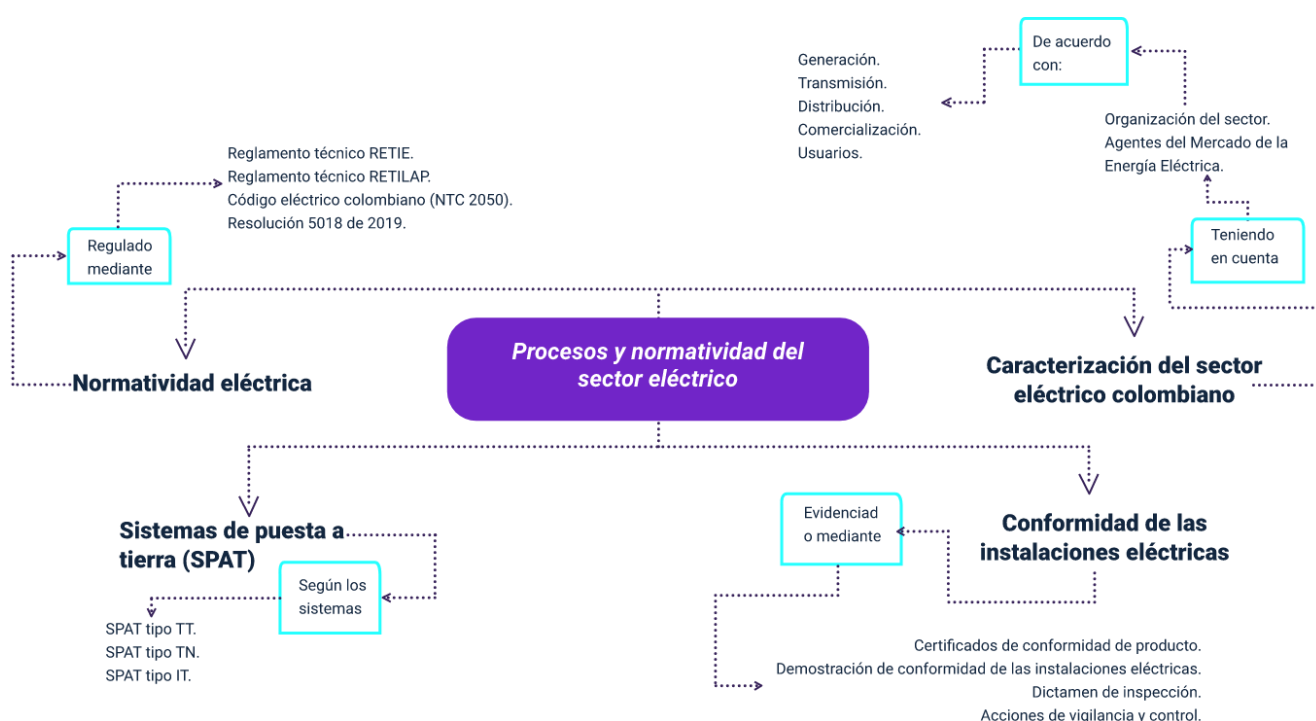 De acuerdo
con:
Generación.
Transmisión.
Distribución.
Comercialización.
Usuarios.
Organización del sector.
Agentes del Mercado de la
Energía Eléctrica.
Teniendo
en cuenta
Reglamento técnico RETIE.
Reglamento técnico RETILAP.
Código eléctrico colombiano (NTC 2050).
Resolución 5018 de 2019.
Regulado
mediante
Normatividad eléctrica
Procesos y normatividad del
sector eléctrico
Caracterización del sector
eléctrico colombiano
Sistemas de puesta a
tierra (SPAT)
Según los
sistemas
SPAT tipo TT.
SPAT tipo TN.
SPAT tipo IT.
Evidenciad
o mediante
Conformidad de las
instalaciones eléctricas
Certificados de conformidad de producto.
Demostración de conformidad de las instalaciones eléctricas.
Dictamen de inspección.
Acciones de vigilancia y control.